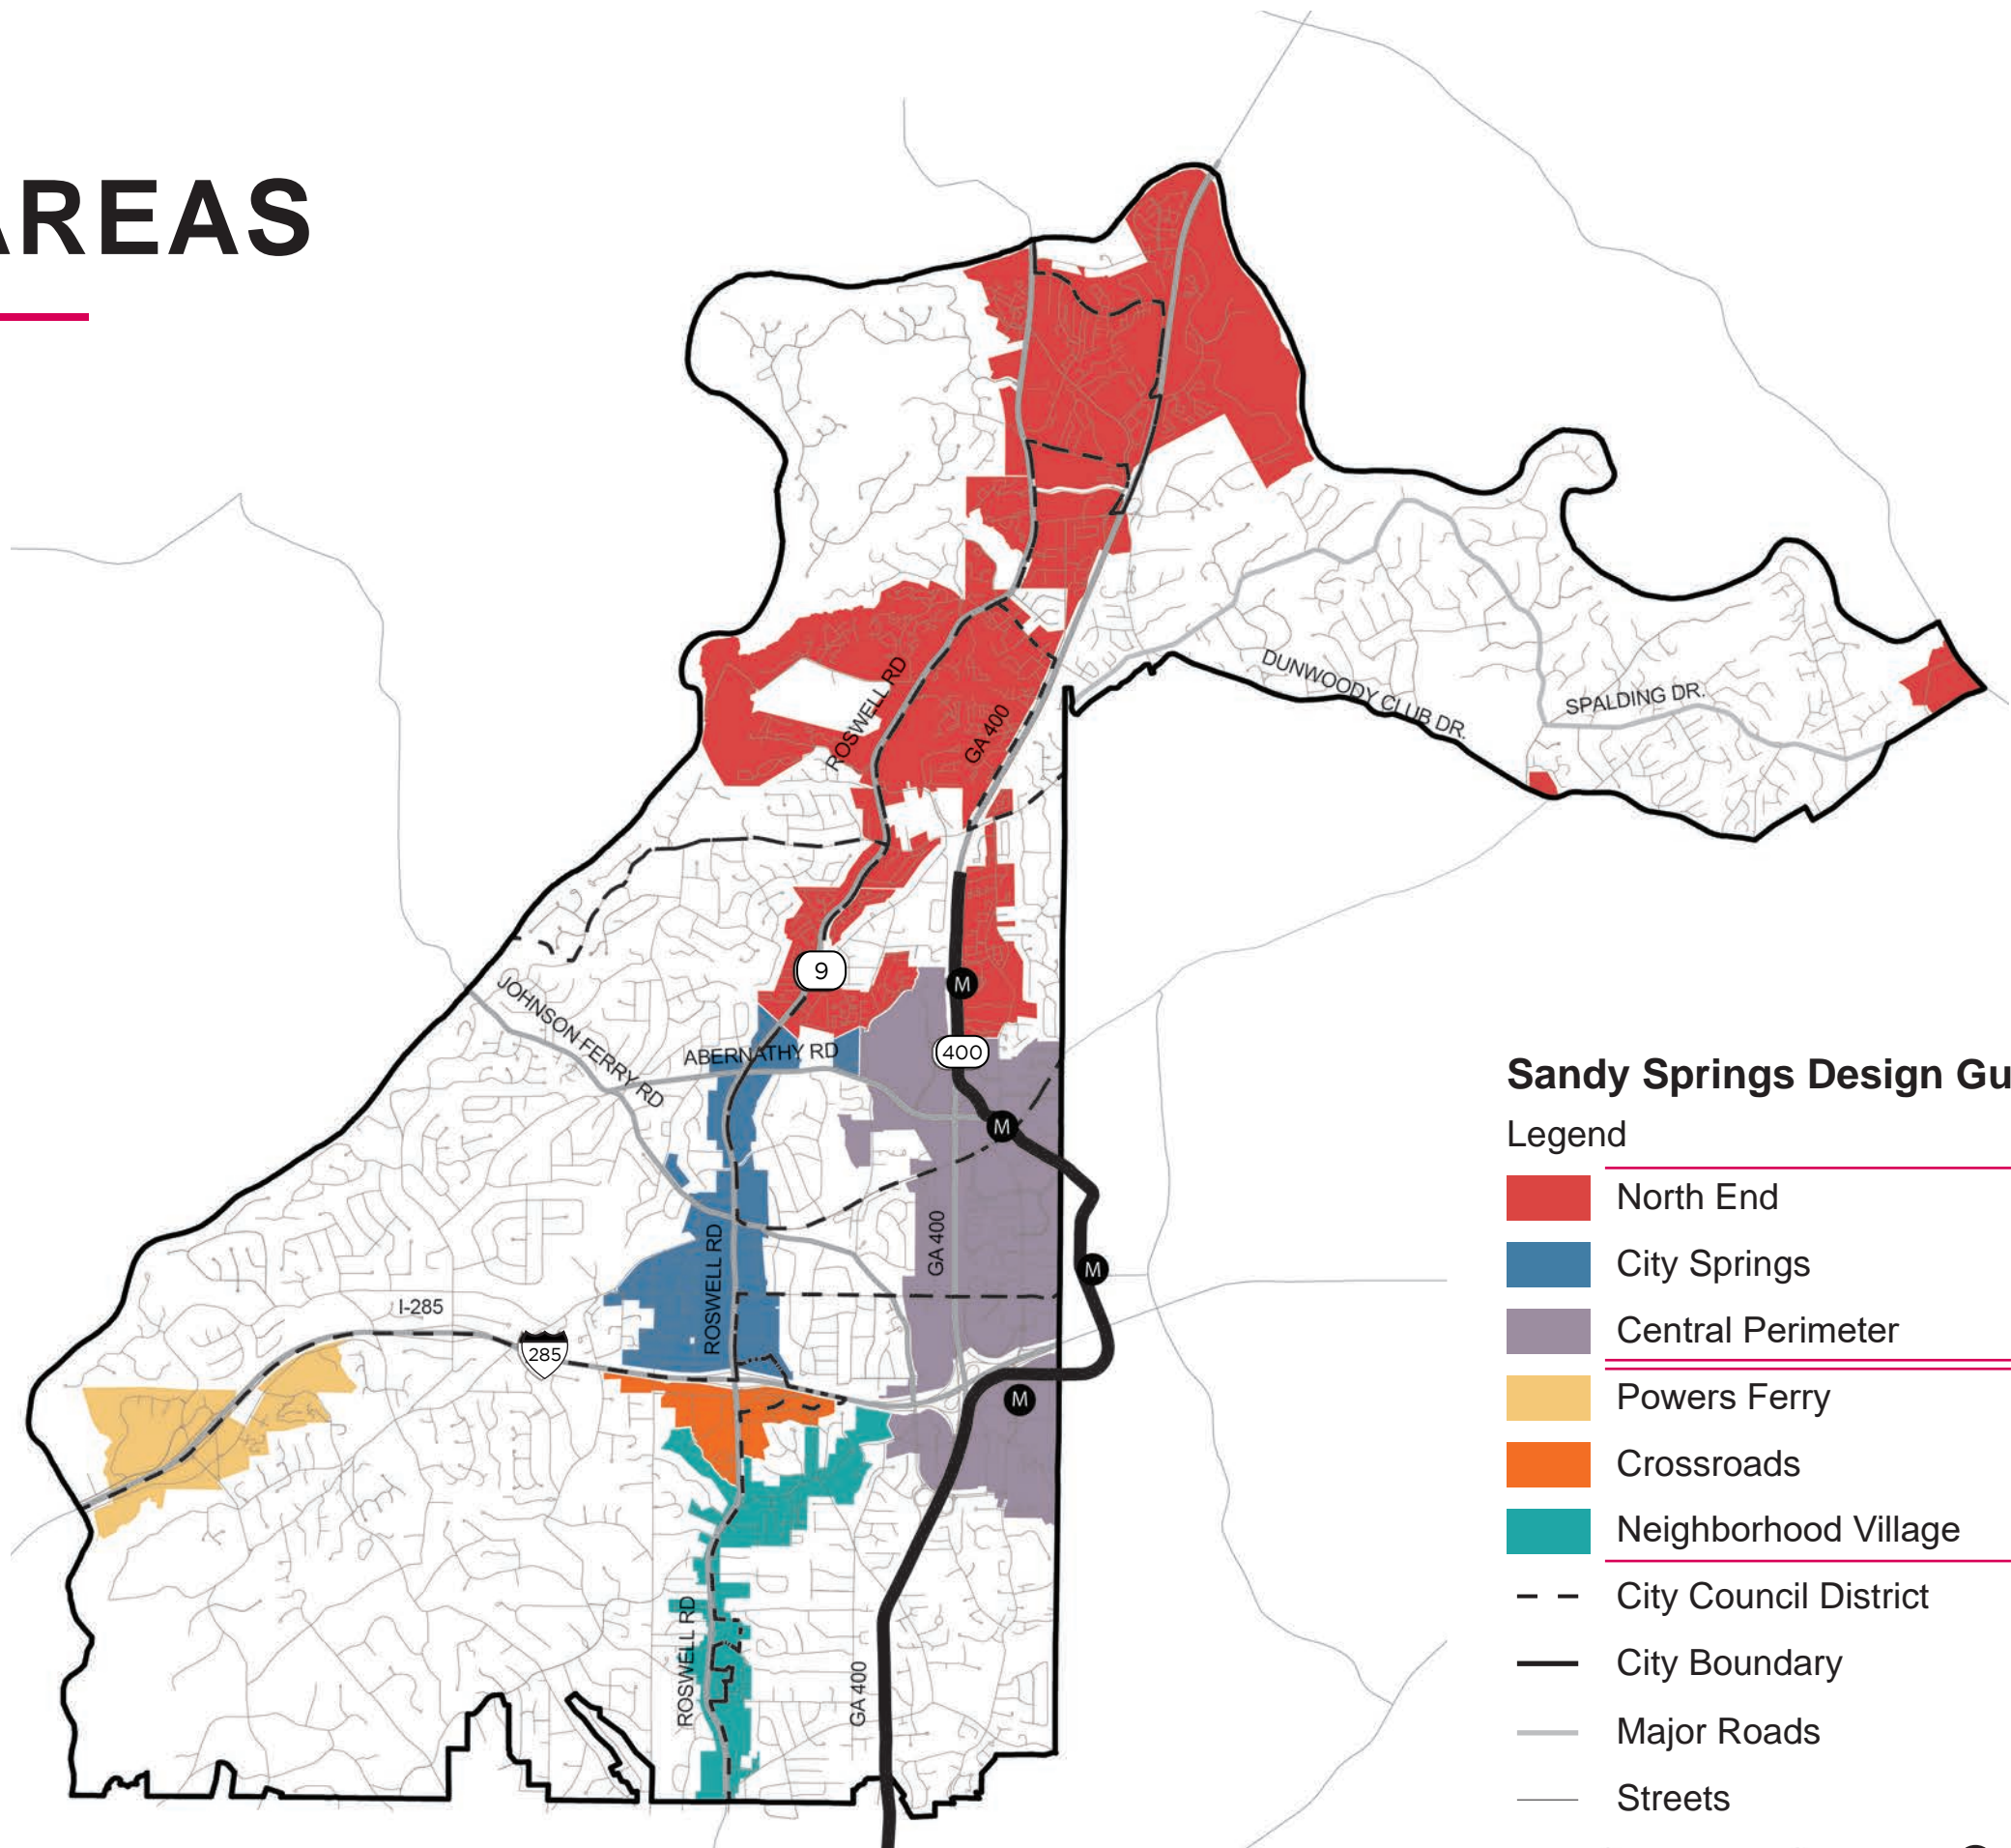 AREAS
ROSWELL RD
GA 400
DUNWOODY CLUB DR.
SPALDING DR.
9
M
JOHNSON FERRY RD
ABERNATHY RD
400
M
ROSWELL RD
GA 400
M
I-285
285
M
ROSWELL RD
GA 400
Sandy Springs Design Gu
Legend
North End
City Springs
Central Perimeter
Powers Ferry
Crossroads
Neighborhood Village
City Council District
City Boundary
Major Roads
Streets